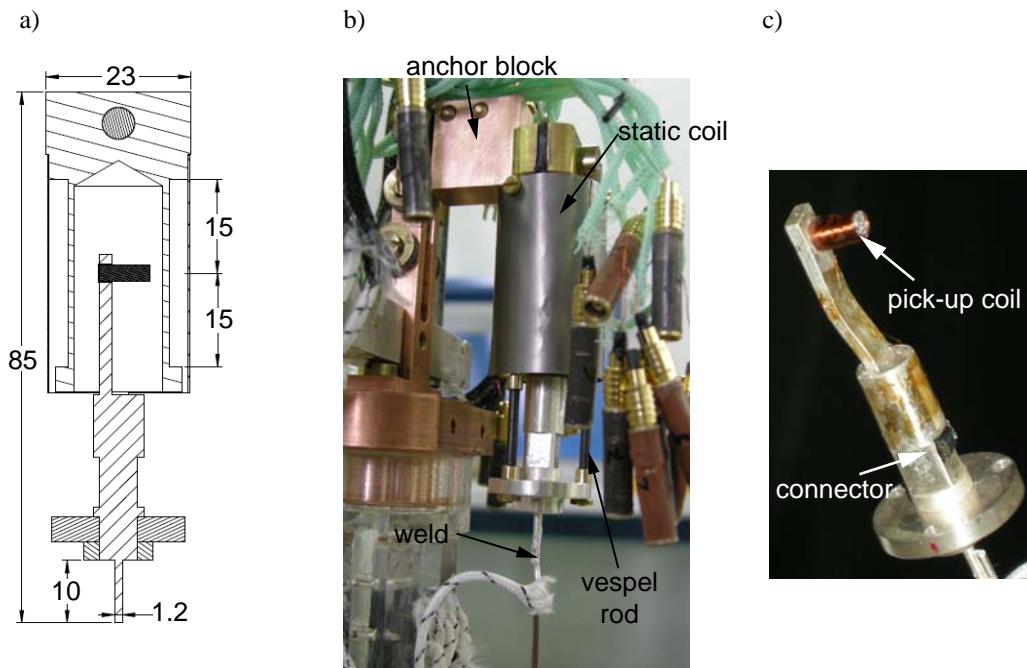 a)
b)
c)
23
85
15
15
10
1.2
anchor block
static coil
weld
vespel
rod
pick-up coil
connector